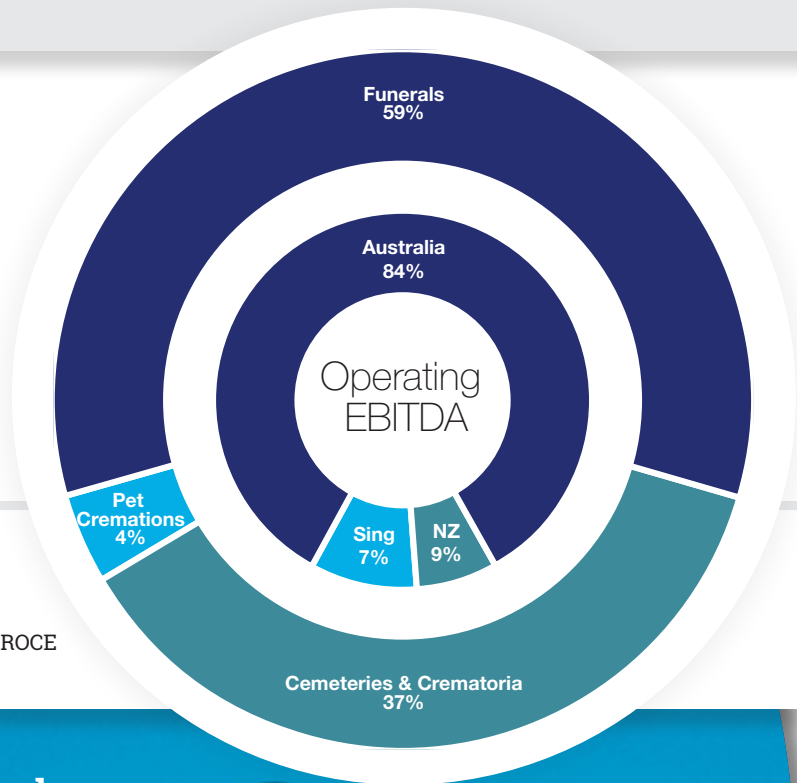 Funerals
59%
Australia
84%
Operating
EBITDA
Pet
Cremations
4%
Sing
7%
NZ
9%
ROCE
Cemeteries & Crematoria
37%